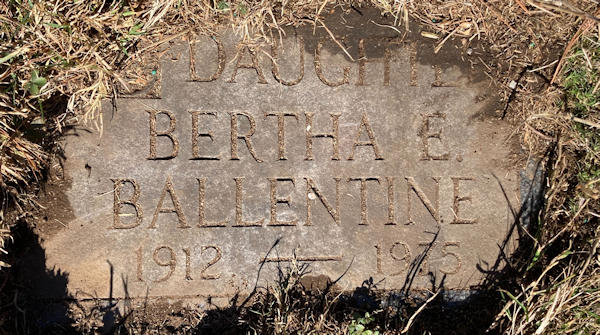 DAUGHTER
BERTHA E.
BALLENTINE
1912 — 1975